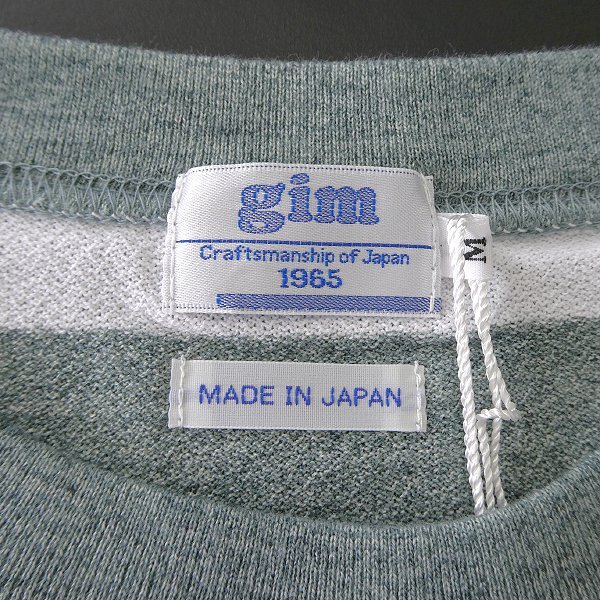 gim
Craftsmanship of Japan
1965
M
MADE IN JAPAN